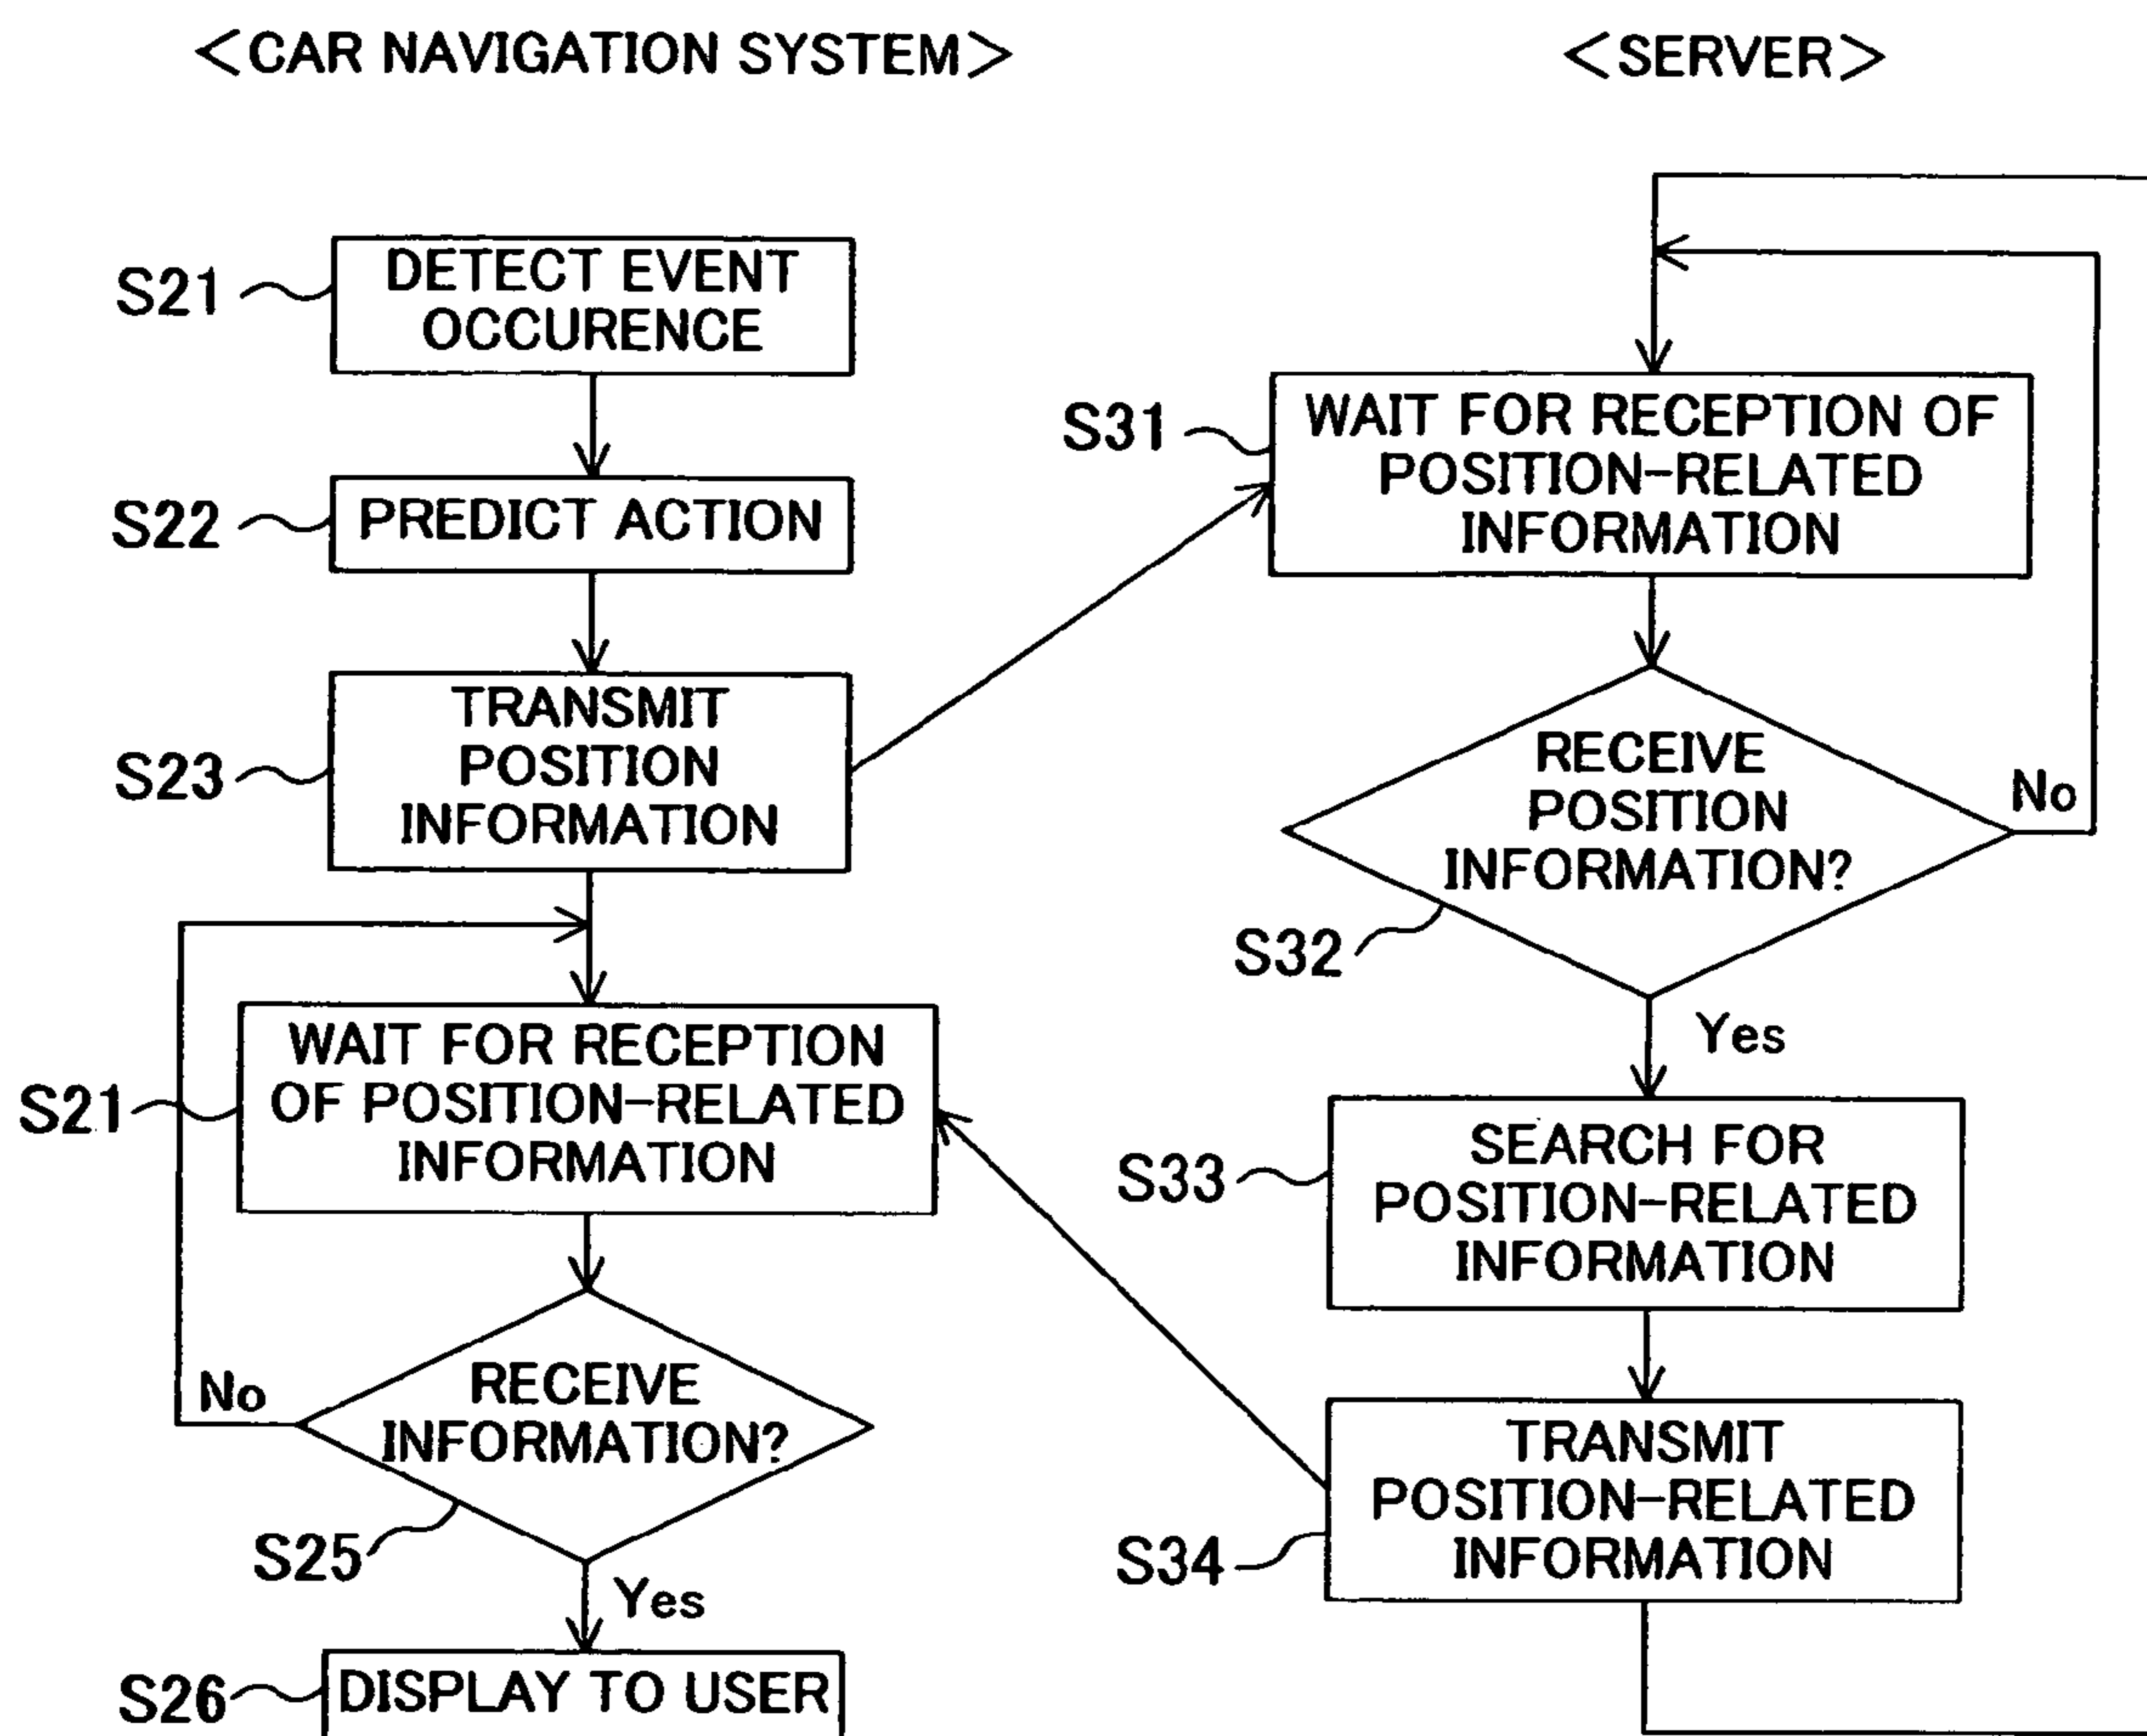 <CAR NAVIGATION SYSTEM>
S21
DETECT EVENT
OCCURENCE
S22
PREDICT ACTION
S23
TRANSMIT
POSITION
INFORMATION
S21
WAIT FOR RECEPTION
OF POSITION-RELATED
INFORMATION
No
RECEIVE
INFORMATION?
S25
Yes
S26
DISPLAY TO USER
<SERVER>
S31
WAIT FOR RECEPTION OF
POSITION-RELATED
INFORMATION
RECEIVE
POSITION
INFORMATION?
No
S32
Yes
S33
SEARCH FOR
POSITION-RELATED
INFORMATION
S34
TRANSMIT
POSITION-RELATED
INFORMATION